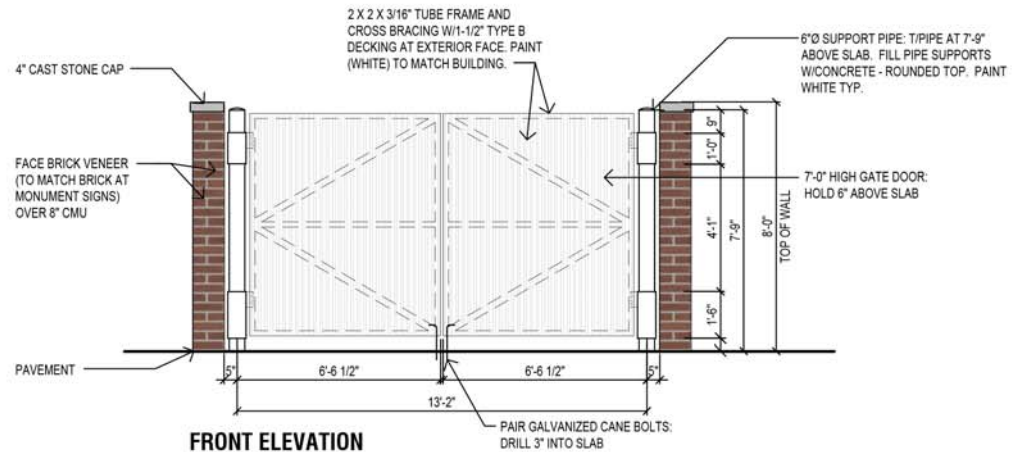 2 X 2 X 3/16" TUBE FRAME AND
CROSS BRACING W/1-1/2" TYPE B
DECKING AT EXTERIOR FACE. PAINT
(WHITE) TO MATCH BUILDING.
6"Ø SUPPORT PIPE: T/PIPE AT 7'-9"
ABOVE SLAB. FILL PIPE SUPPORTS
W/CONCRETE - ROUNDED TOP. PAINT
WHITE TYP.
4" CAST STONE CAP
FACE BRICK VENEER
(TO MATCH BRICK AT
MONUMENT SIGNS)
OVER 8" CMU
7'-0" HIGH GATE DOOR:
HOLD 6" ABOVE SLAB
9"
1'-0"
4'-1"
1'-6"
7'-9"
8'-0"
TOP OF WALL
PAVEMENT
5"
6'-6 1/2"
6'-6 1/2"
5"
13'-2"
PAIR GALVANIZED CANE BOLTS:
DRILL 3" INTO SLAB
FRONT ELEVATION